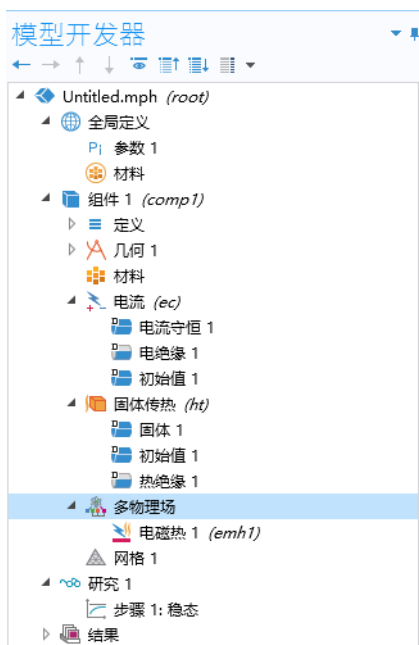 模型开发器
Untitled.mph (root)
全局定义
Pi 参数 1
材料
组件 1 (comp1)
定义
几何 1
材料
电流 (ec)
电流守恒 1
电绝缘 1
初始值 1
固体传热 (ht)
固体 1
初始值 1
热绝缘 1
多物理场
电磁热 1 (emh1)
网格 1
研究 1
步骤 1: 稳态
结果